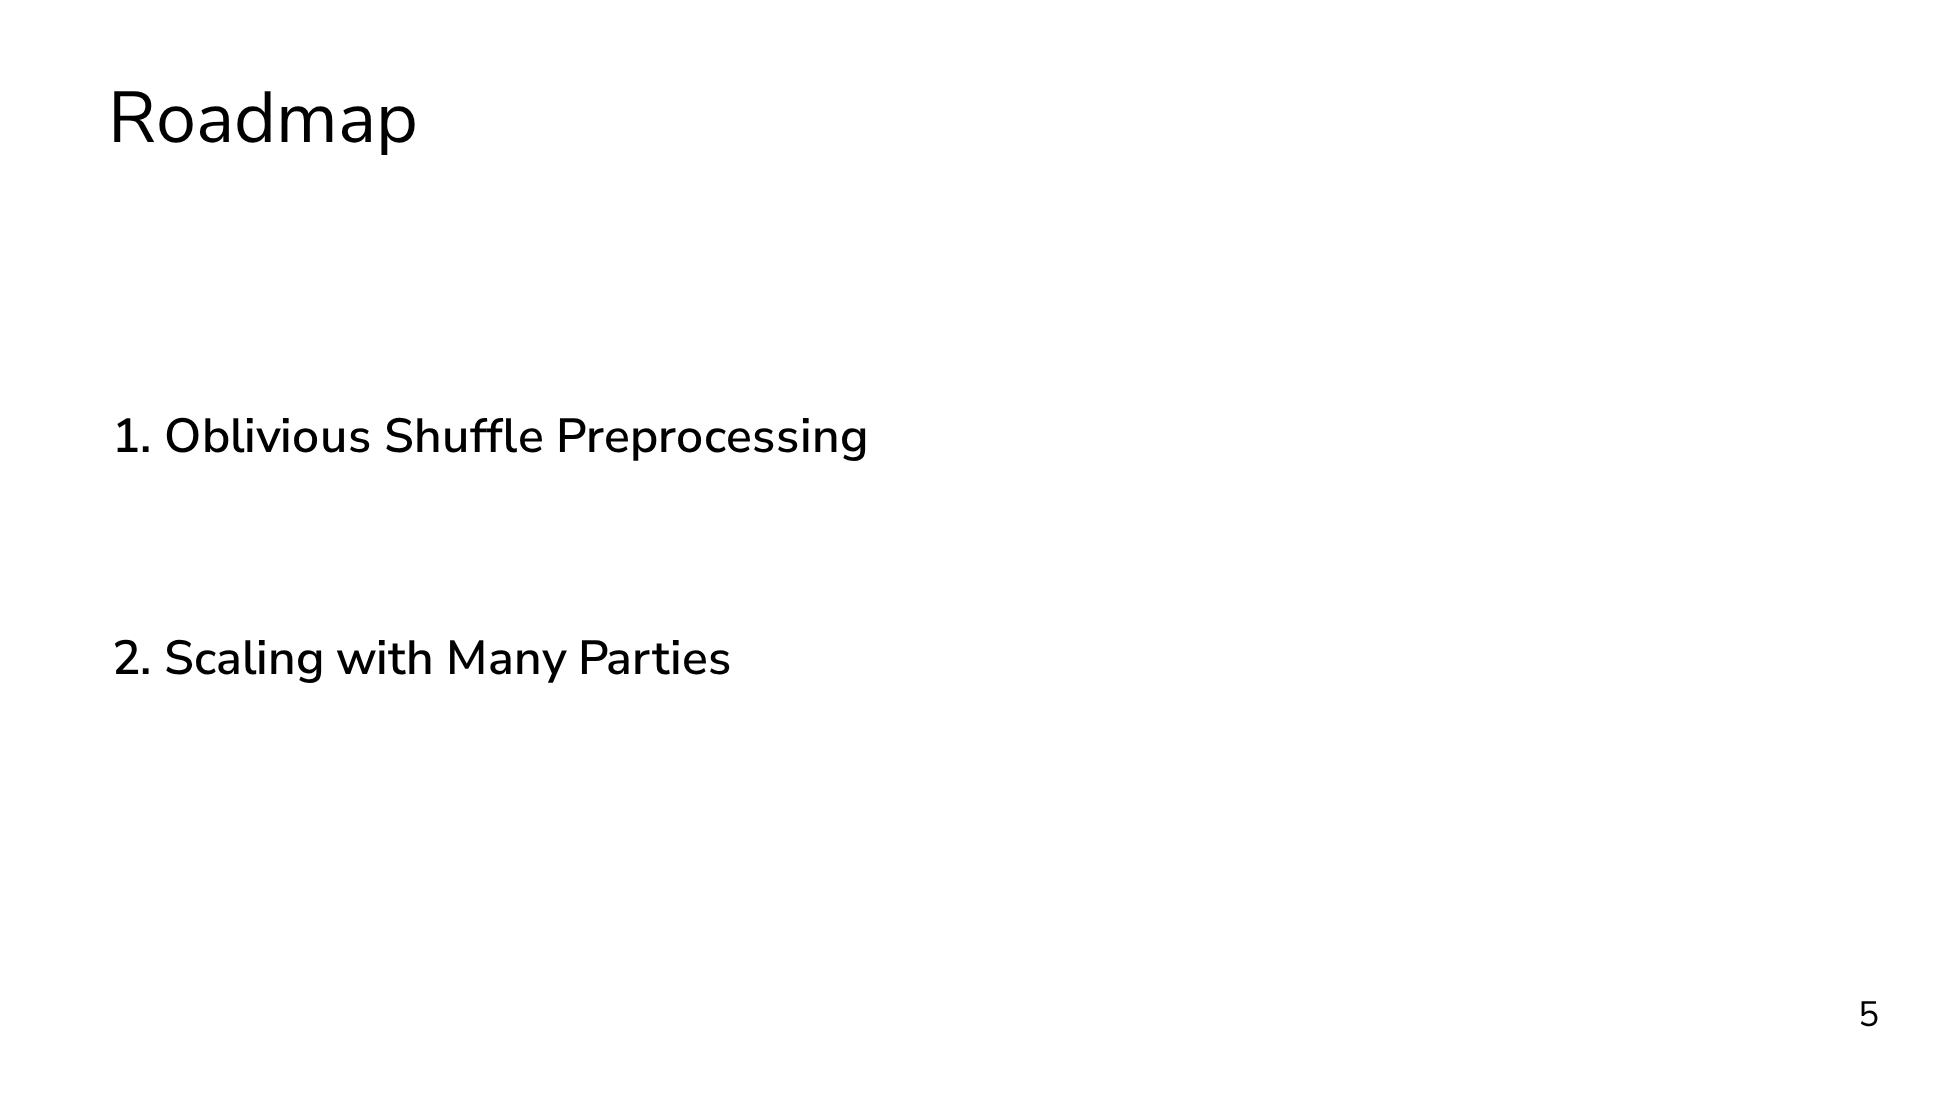 Roadmap
1. Oblivious Shuffle Preprocessing
2. Scaling with Many Parties
5